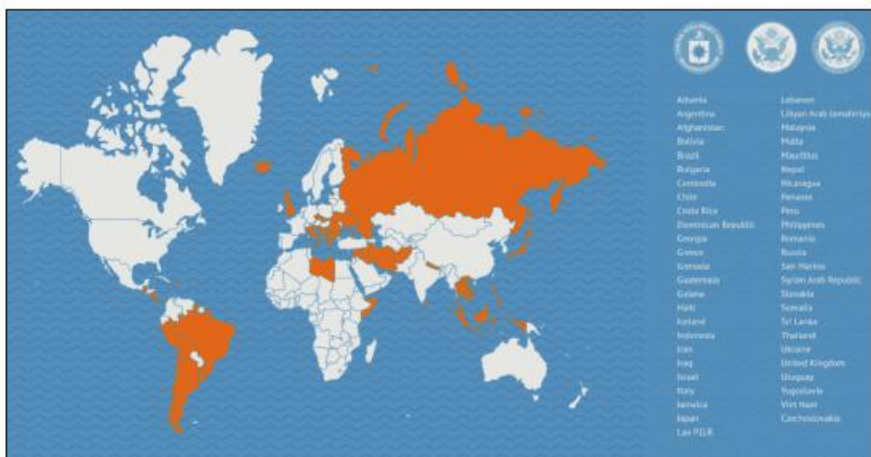 Albania
Argentina
Afghanistan
Bolivia
Brazil
Bulgaria
Cambodia
Chile
Costa Rica
Dominican Republic
Georgia
Greece
Grenada
Guatemala
Guiana
Haiti
Iceland
Indonesia
Iran
Iraq
Israel
Italy
Jamaica
Japan
Lao P.D.R
Lebanon
Libyan Arab Jamahiriya
Malaysia
Malta
Mauritius
Nepal
Nicaragua
Panama
Peru
Philippines
Romania
Russia
San Marino
Syrian Arab Republic
Slovakia
Somalia
Sri Lanka
Thailand
Ukraine
United Kingdom
Uruguay
Yugoslavia
Viet Nam
Czechoslovakia